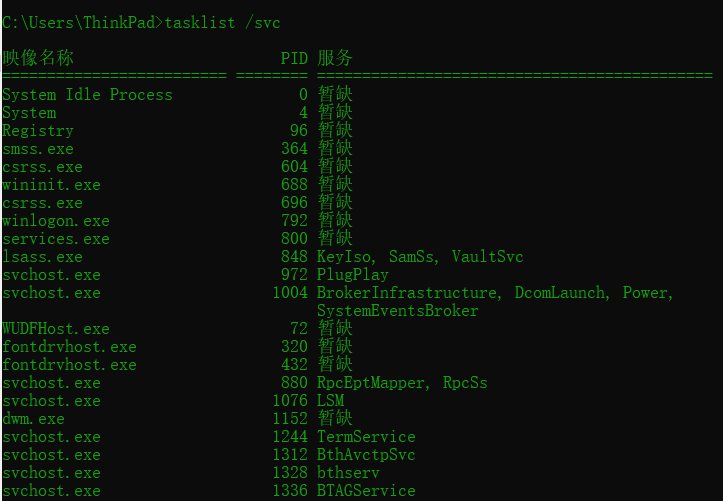 C:\Users\ThinkPad>tasklist /svc
映像名称                       PID 服务
========================= ======== ============================================
System Idle Process              0 暂缺
System                           4 暂缺
Registry                        96 暂缺
smss.exe                       364 暂缺
csrss.exe                      604 暂缺
wininit.exe                    688 暂缺
csrss.exe                      696 暂缺
winlogon.exe                   792 暂缺
services.exe                   800 暂缺
lsass.exe                      848 KeyIso, SamSs, VaultSvc
svchost.exe                    972 PlugPlay
svchost.exe                   1004 BrokerInfrastructure, DcomLaunch, Power,
                                   SystemEventsBroker
WUDFHost.exe                    72 暂缺
fontdrvhost.exe                320 暂缺
fontdrvhost.exe                432 暂缺
svchost.exe                    880 RpcEptMapper, RpcSs
svchost.exe                   1076 LSM
dwm.exe                       1152 暂缺
svchost.exe                   1244 TermService
svchost.exe                   1312 BthAvctpSvc
svchost.exe                   1328 bthserv
svchost.exe                   1336 BTAGService